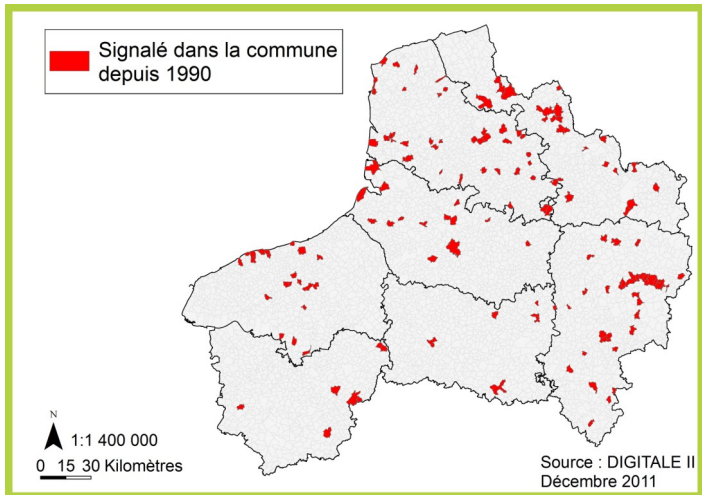 Signalé dans la commune
depuis 1990
N
1:1 400 000
0 15 30 Kilomètres
Source : DIGITALE II
Décembre 2011